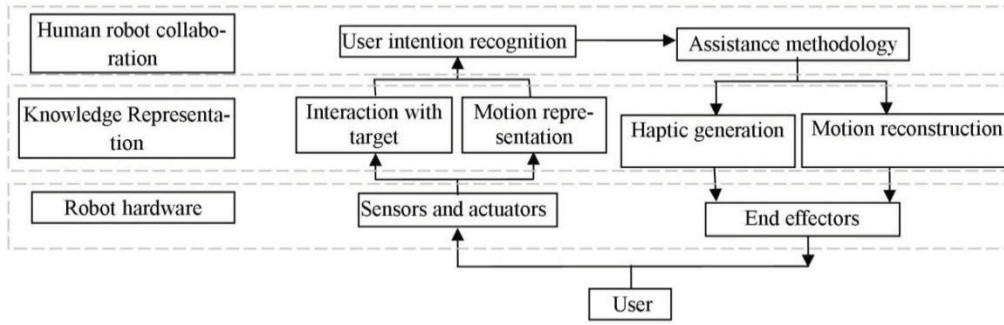 Human robot collabo-
ration
User intention recognition
Assistance methodology
Knowledge Representa-
tion
Interaction with
target
Motion repre-
sentation
Haptic generation
Motion reconstruction
Robot hardware
Sensors and actuators
End effectors
User